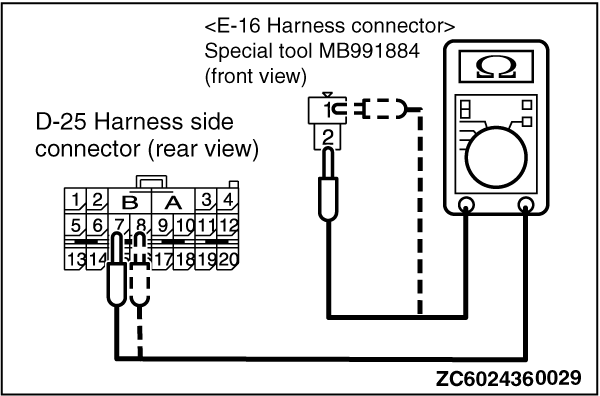 <E-16 Harness connector>
Special tool MB991884
(front view)
Ω
1
2
D-25 Harness side
connector (rear view)
1 2 B A 3 4
5 6 7 8 9 10 11 12
13 14 17 18 19 20
ZC6024360029